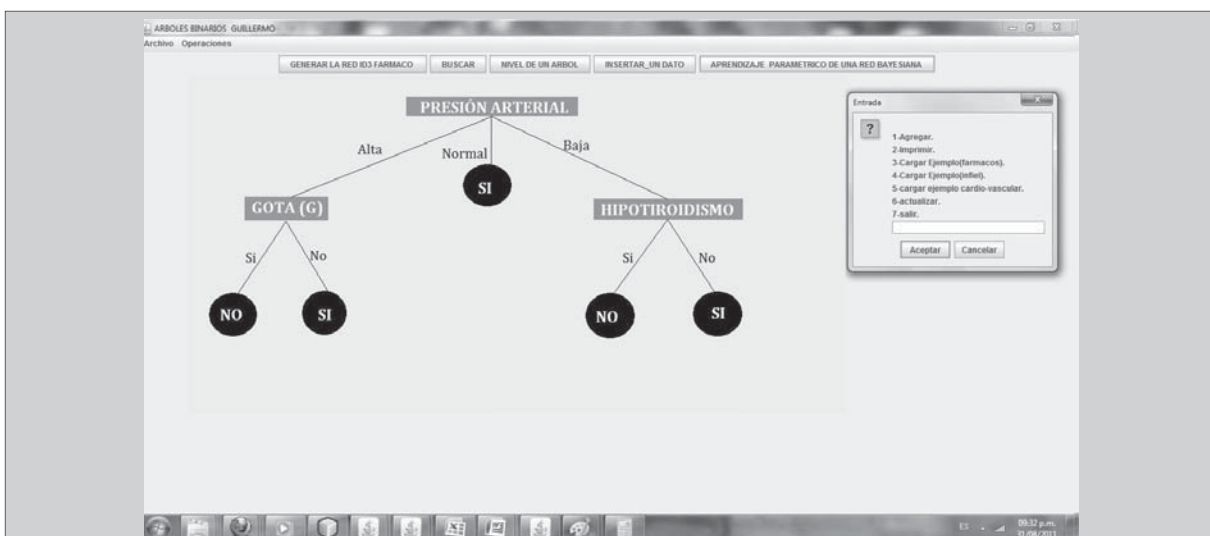 ARBOLES BINARIOS GUILLERMO
Archivo Operaciones
GENERAR LA RED ID3 FARMACO BUSCAR NIVEL DE UN ARBOL INSERTAR_UN DATO APRENDIZAJE PARAMETRICO DE UNA RED BAYESIANA
PRESIÓN ARTERIAL
Alta Normal Baja
SI
GOTA (G) HIPOTIROIDISMO
Si No Si No
NO SI NO SI
Entrada
?
1-Agregar.
2-Imprimir.
3-Cargar Ejemplo(farmacos).
4-Cargar Ejemplo(infiel).
5-cargar ejemplo cardio-vascular.
6-actualizar.
7-salir.
Aceptar Cancelar
ES 09:32 p.m.
31/08/2013